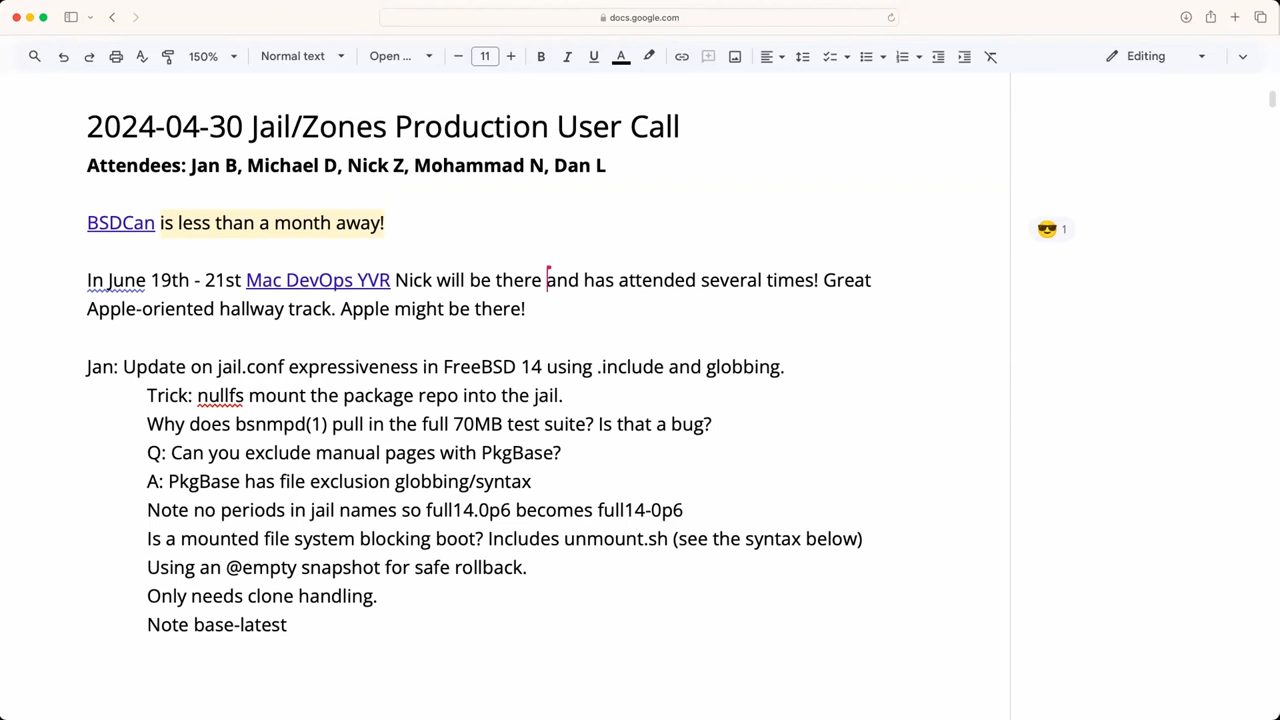 docs.google.com
150%
Normal text
Open ...
11
Editing
2024-04-30 Jail/Zones Production User Call
Attendees: Jan B, Michael D, Nick Z, Mohammad N, Dan L
BSDCan is less than a month away!
1
In June 19th - 21st Mac DevOps YVR Nick will be there and has attended several times! Great
Apple-oriented hallway track. Apple might be there!
Jan: Update on jail.conf expressiveness in FreeBSD 14 using .include and globbing.
Trick: nullfs mount the package repo into the jail.
Why does bsnmpd(1) pull in the full 70MB test suite? Is that a bug?
Q: Can you exclude manual pages with PkgBase?
A: PkgBase has file exclusion globbing/syntax
Note no periods in jail names so full14.0p6 becomes full14-0p6
Is a mounted file system blocking boot? Includes unmount.sh (see the syntax below)
Using an @empty snapshot for safe rollback.
Only needs clone handling.
Note base-latest